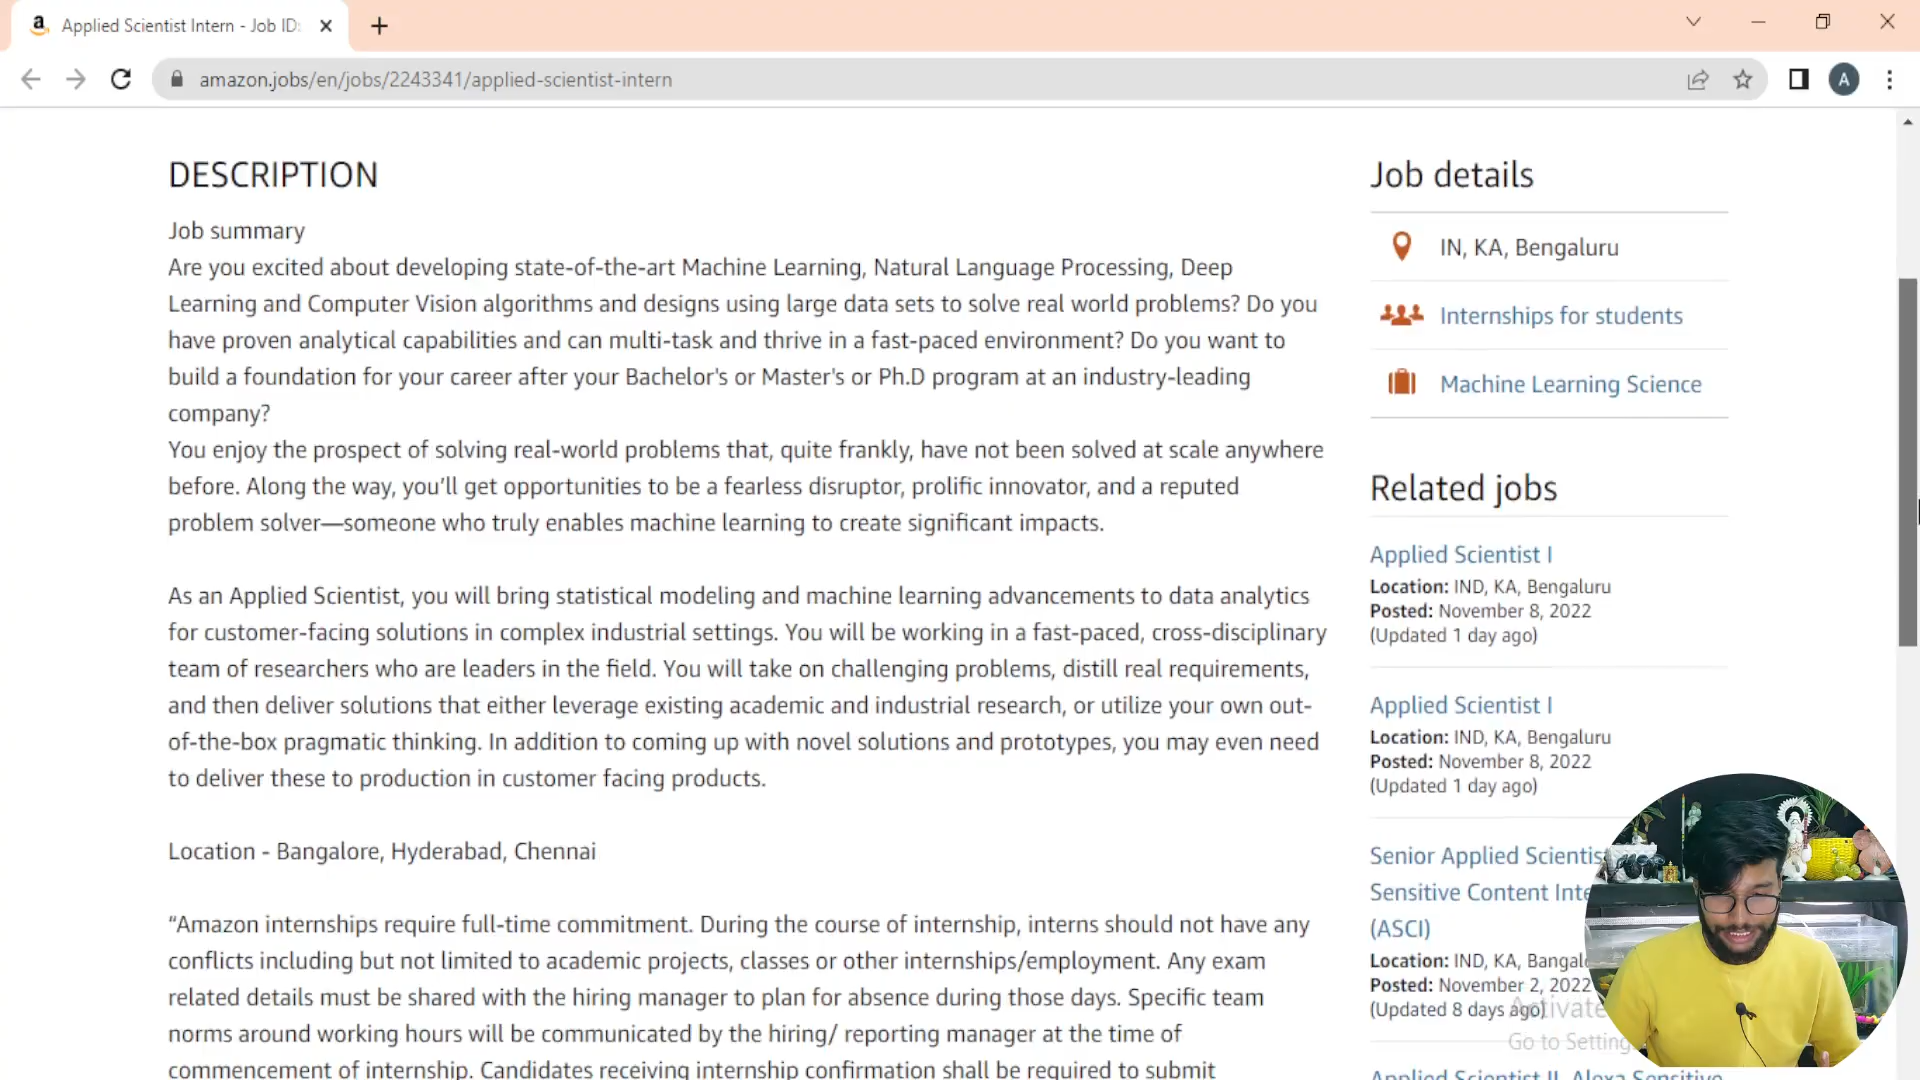 Applied Scientist Intern - Job ID:
amazon.jobs/en/jobs/2243341/applied-scientist-intern
A
DESCRIPTION
Job summary
Are you excited about developing state-of-the-art Machine Learning, Natural Language Processing, Deep
Learning and Computer Vision algorithms and designs using large data sets to solve real world problems? Do you
have proven analytical capabilities and can multi-task and thrive in a fast-paced environment? Do you want to
build a foundation for your career after your Bachelor's or Master's or Ph.D program at an industry-leading
company?
You enjoy the prospect of solving real-world problems that, quite frankly, have not been solved at scale anywhere
before. Along the way, you’ll get opportunities to be a fearless disruptor, prolific innovator, and a reputed
problem solver—someone who truly enables machine learning to create significant impacts.
As an Applied Scientist, you will bring statistical modeling and machine learning advancements to data analytics
for customer-facing solutions in complex industrial settings. You will be working in a fast-paced, cross-disciplinary
team of researchers who are leaders in the field. You will take on challenging problems, distill real requirements,
and then deliver solutions that either leverage existing academic and industrial research, or utilize your own out-
of-the-box pragmatic thinking. In addition to coming up with novel solutions and prototypes, you may even need
to deliver these to production in customer facing products.
Location - Bangalore, Hyderabad, Chennai
“Amazon internships require full-time commitment. During the course of internship, interns should not have any
conflicts including but not limited to academic projects, classes or other internships/employment. Any exam
related details must be shared with the hiring manager to plan for absence during those days. Specific team
norms around working hours will be communicated by the hiring/ reporting manager at the time of
commencement of internship. Candidates receiving internship confirmation shall be required to submit
Job details
IN, KA, Bengaluru
Internships for students
Machine Learning Science
Related jobs
Applied Scientist I
Location: IND, KA, Bengaluru
Posted: November 8, 2022
(Updated 1 day ago)
Applied Scientist I
Location: IND, KA, Bengaluru
Posted: November 8, 2022
(Updated 1 day ago)
Senior Applied Scientist
Sensitive Content Inte
(ASCI)
Location: IND, KA, Bengal
Posted: November 2, 2022
(Updated 8 days ago)
Activate
Go to Setting
Applied Scientist II, Alexa Sensitive